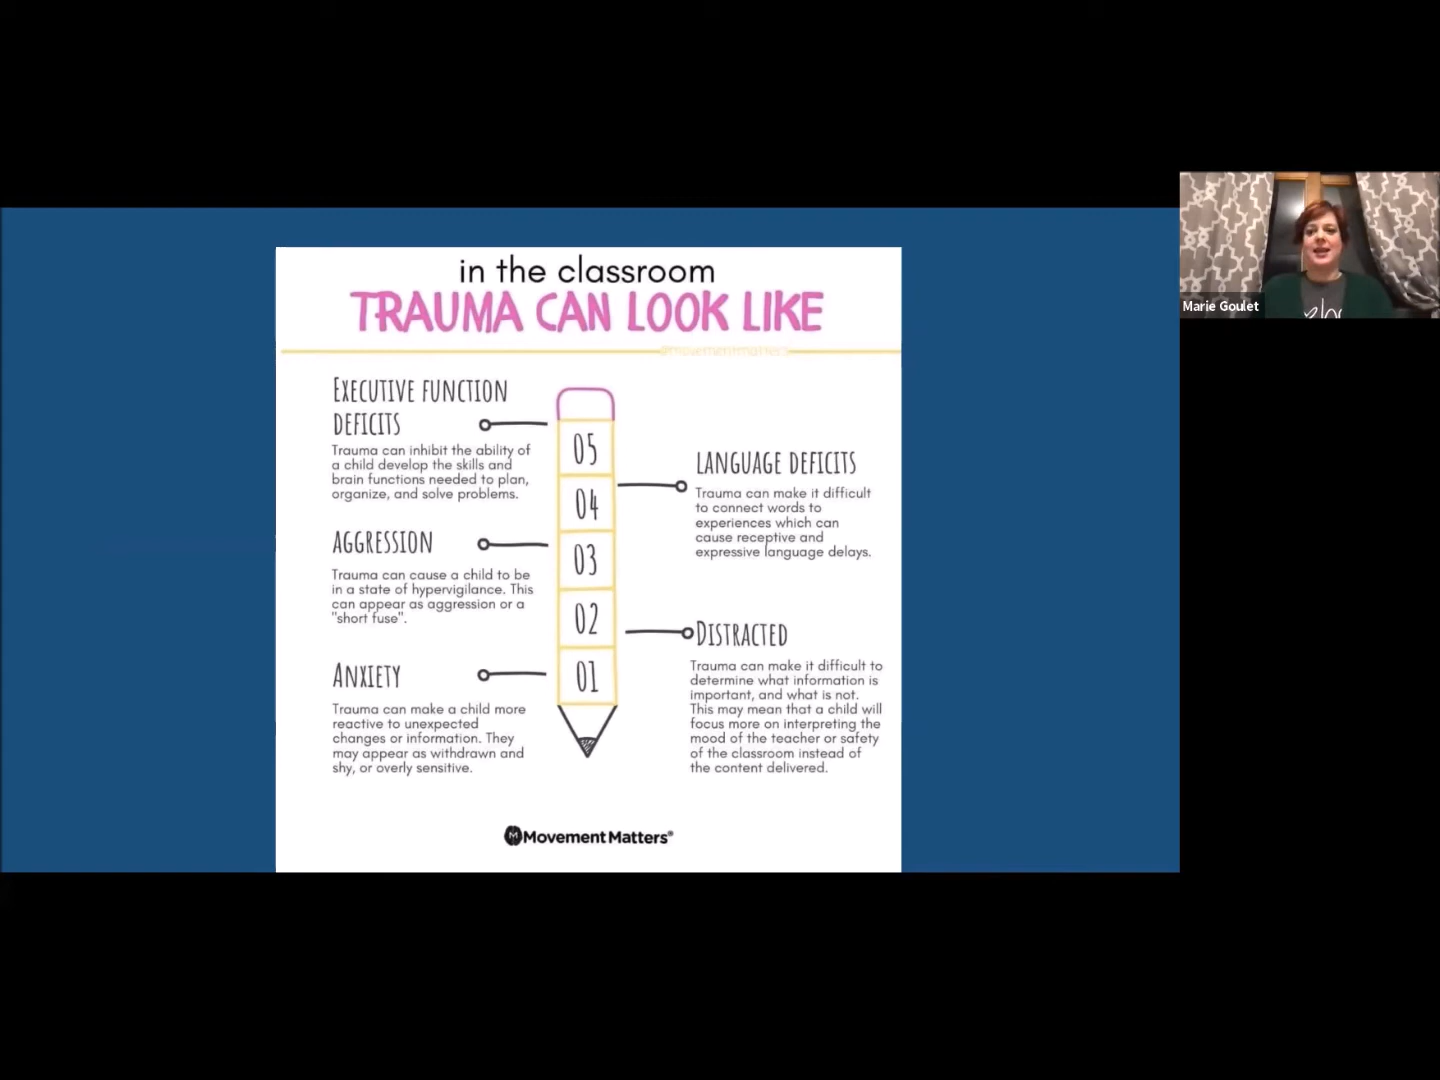 in the classroom
TRAUMA CAN LOOK LIKE
EXECUTIVE FUNCTION
DEFICITS
Trauma can inhibit the ability of
a child develop the skills and
brain functions needed to plan,
organize, and solve problems.
05
LANGUAGE DEFICITS
Trauma can make it difficult
to connect words to
experiences which can
cause receptive and
expressive language delays.
04
AGGRESSION
Trauma can cause a child to be
in a state of hypervigilance. This
can appear as aggression or a
"short fuse".
03
DISTRACTED
Trauma can make it difficult to
determine what information is
important, and what is not.
This may mean that a child will
focus more on interpreting the
mood of the teacher or safety
of the classroom instead of
the content delivered.
02
ANXIETY
Trauma can make a child more
reactive to unexpected
changes or information. They
may appear as withdrawn and
shy, or overly sensitive.
01
Movement Matters®
Marie Goulet